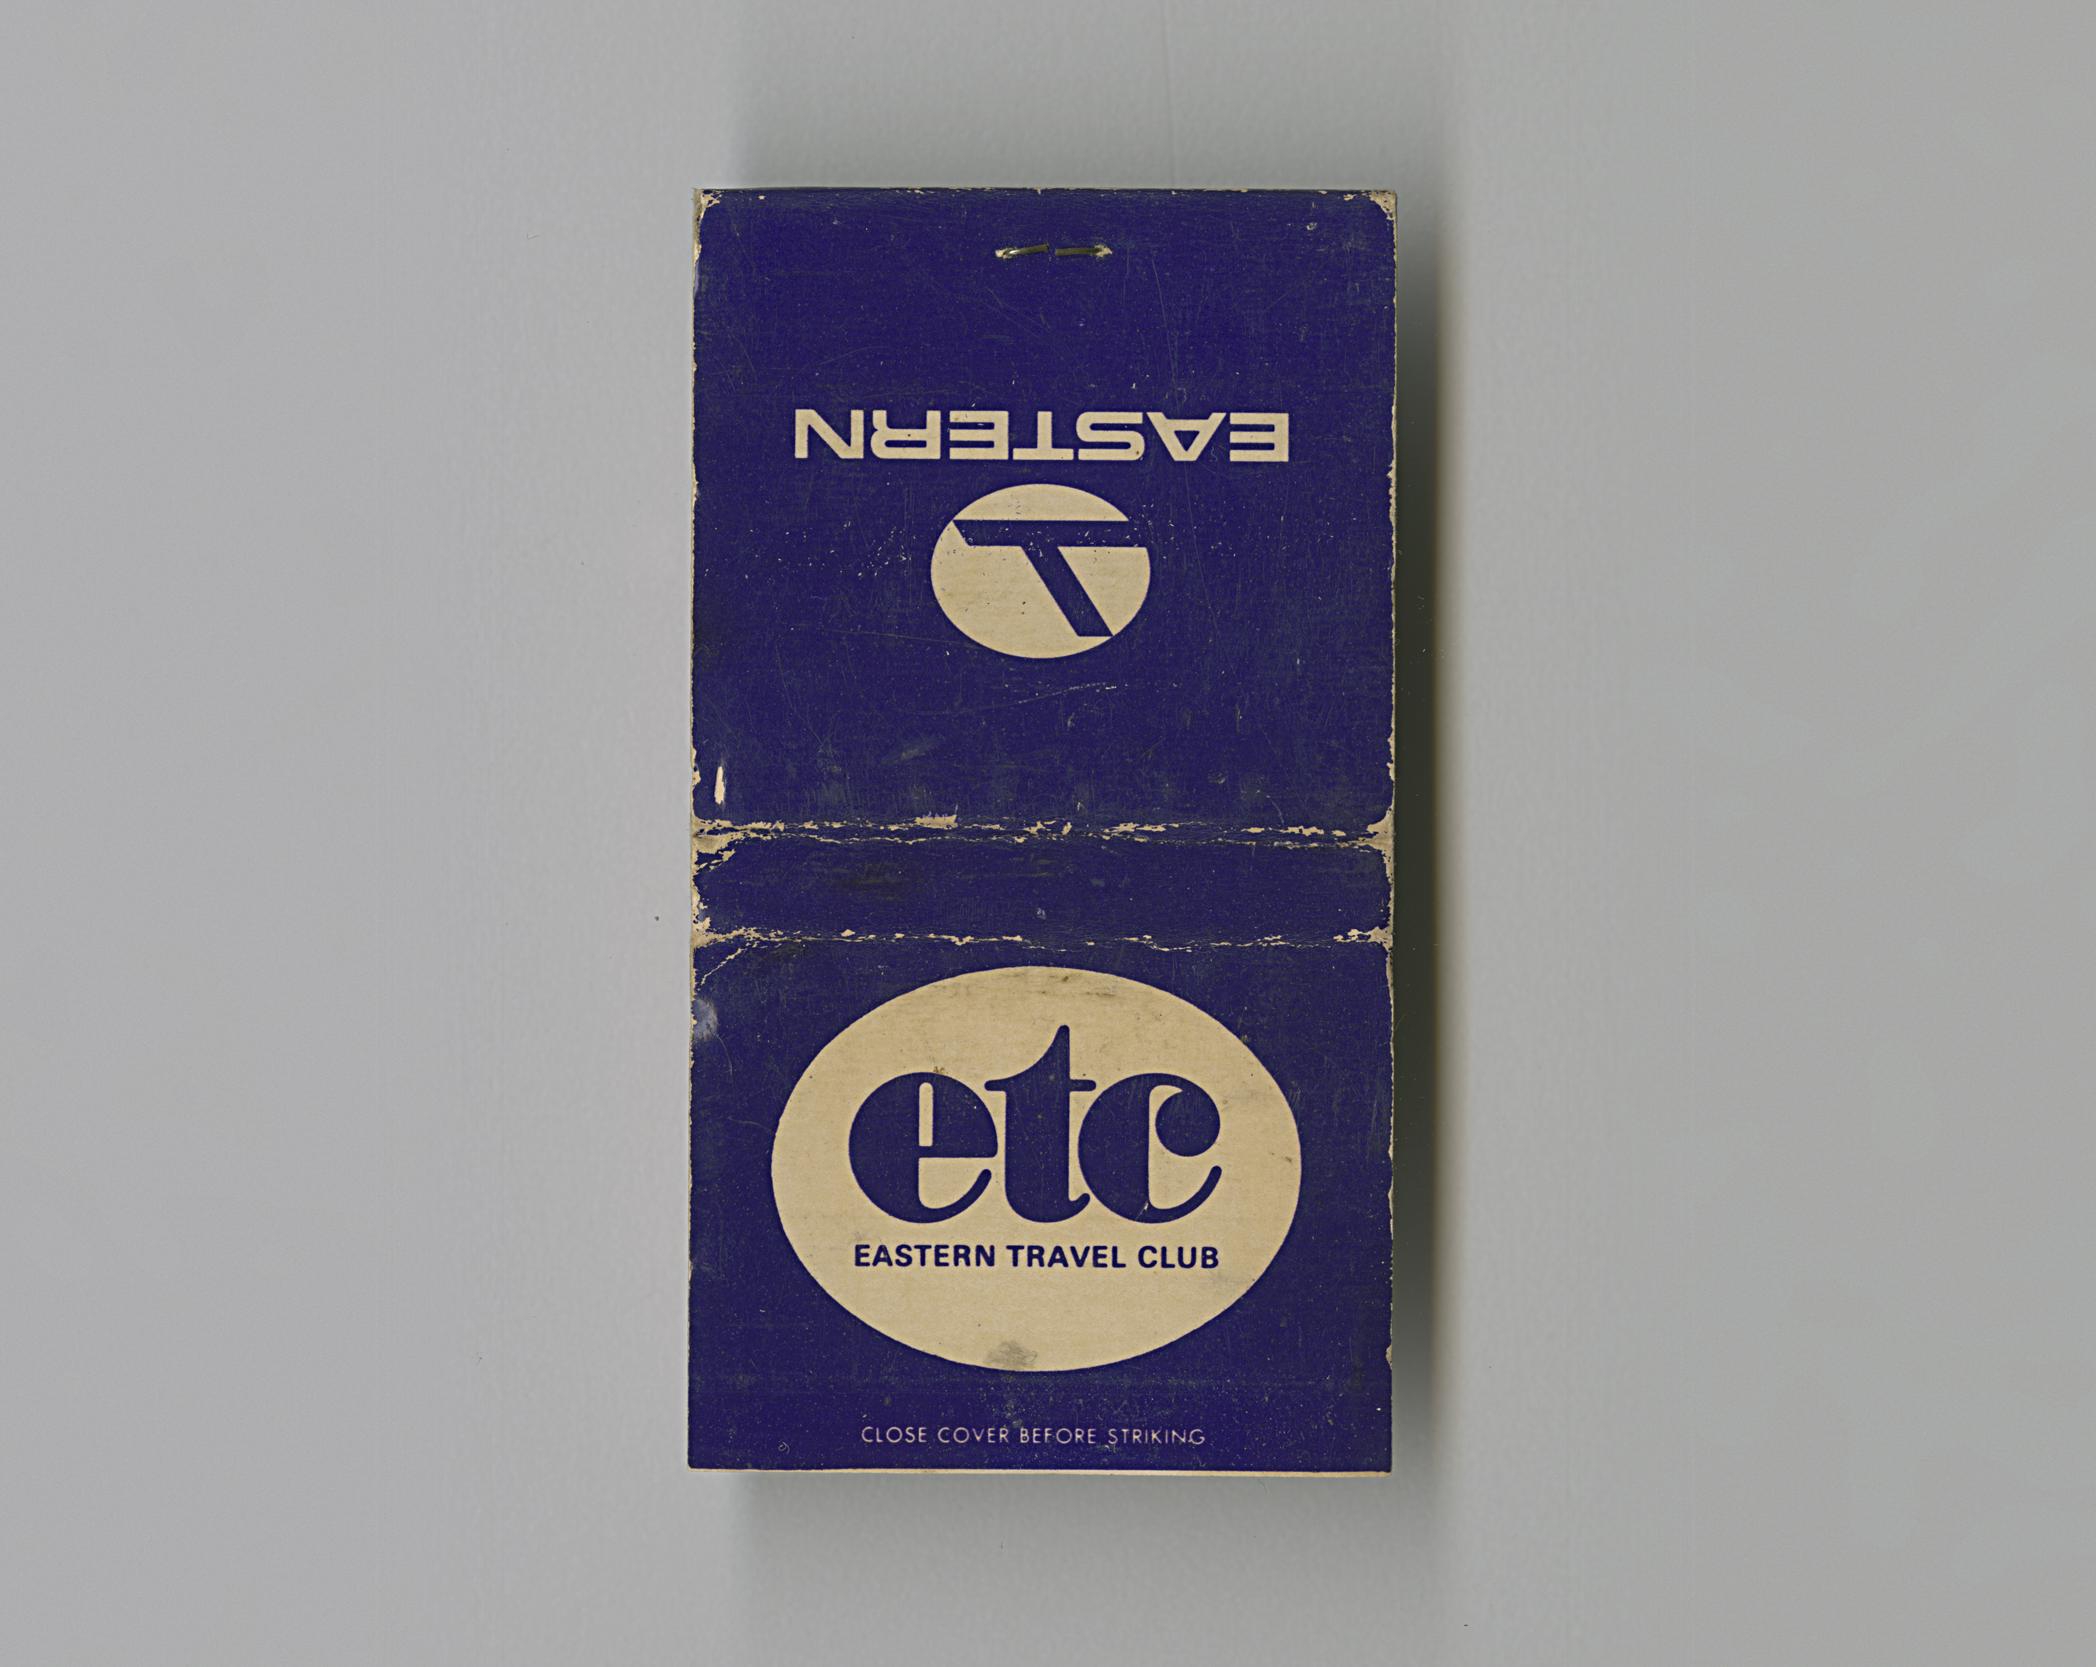 EASTERN
etc
EASTERN TRAVEL CLUB
CLOSE COVER BEFORE STRIKING